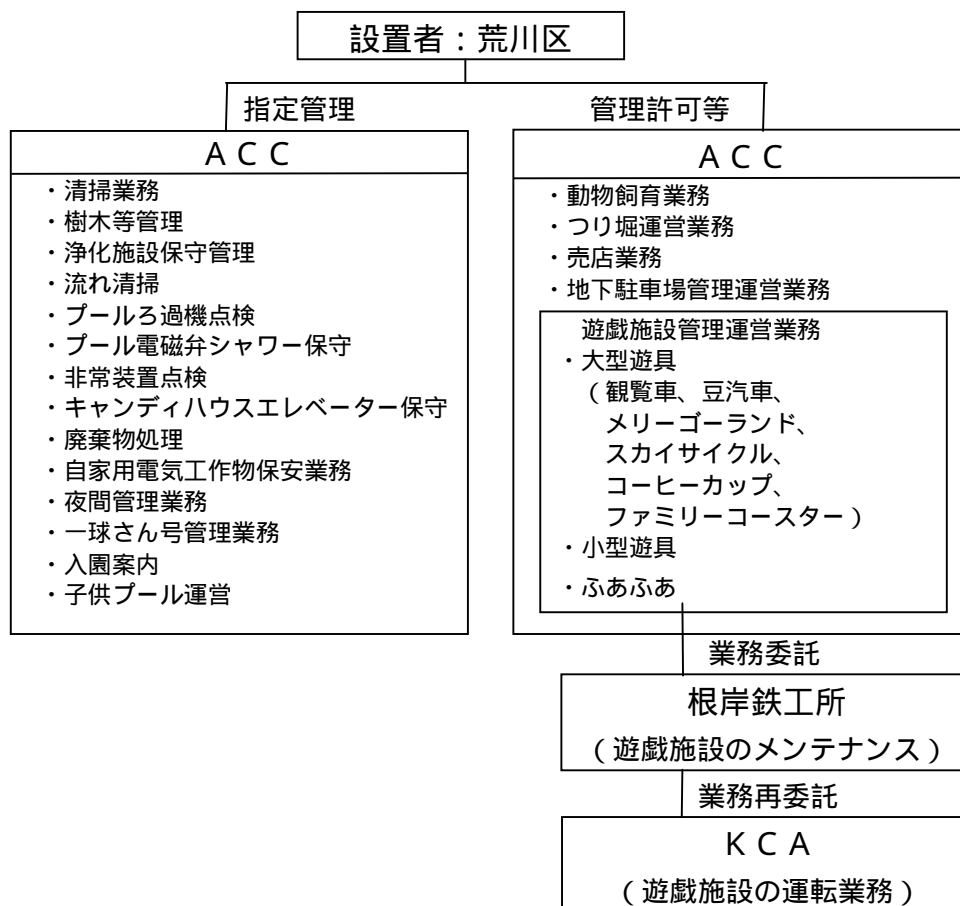 設置者：荒川区
指定管理
管理許可等
ＡＣＣ
・清掃業務
・樹木等管理
・浄化施設保守管理
・流れ清掃
・プールろ過機点検
・プール電磁弁シャワー保守
・非常装置点検
・キャンディハウスエレベーター保守
・廃棄物処理
・自家用電気工作物保安業務
・夜間管理業務
・一球さん号管理業務
・入園案内
・子供プール運営
ＡＣＣ
・動物飼育業務
・つり堀運営業務
・売店業務
・地下駐車場管理運営業務
遊戯施設管理運営業務
・大型遊具
（観覧車、豆汽車、
メリーゴーランド、
スカイサイクル、
コーヒーカップ、
ファミリーコースター）
・小型遊具
・ふあふあ
業務委託
根岸鉄工所
（遊戯施設のメンテナンス）
業務再委託
ＫＣＡ
（遊戯施設の運転業務）